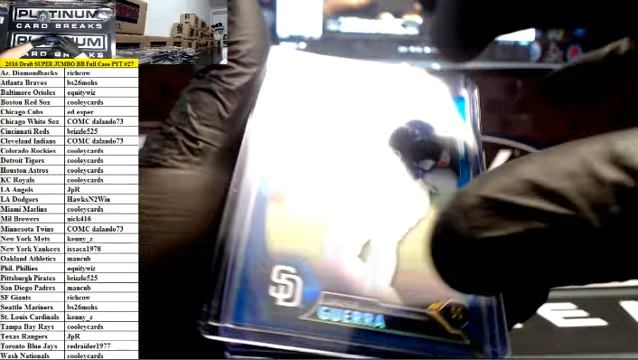 PLATINUM
CARD BREAKS
PLATINUM
CARD BREAKS
2016 Draft SUPER JUMBO BB Full Case PYT #27
Az. Diamondbacks richcow
Atlanta Braves bs26mohs
Baltimore Orioles equitywiz
Boston Red Sox cooleycards
Chicago Cubs ed esper
Chicago White Sox COMC dalando73
Cincinnati Reds brizzle525
Cleveland Indians COMC dalando73
Colorado Rockies cooleycards
Detroit Tigers cooleycards
Houston Astros cooleycards
KC Royals cooleycards
LA Angels JpR
LA Dodgers HawksN2Win
Miami Marlins cooleycards
Mil Brewers nick416
Minnesota Twins COMC dalando73
New York Mets kenny_z
New York Yankees issaca1978
Oakland Athletics mancub
Phil. Phillies equitywiz
Pittsburgh Pirates brizzle525
San Diego Padres mancub
SF Giants richcow
Seattle Mariners bs26mohs
St. Louis Cardinals kenny_z
Tampa Bay Rays cooleycards
Texas Rangers JpR
Toronto Blue Jays redraider1977
Wash Nationals cooleycards
SD
GUERRA